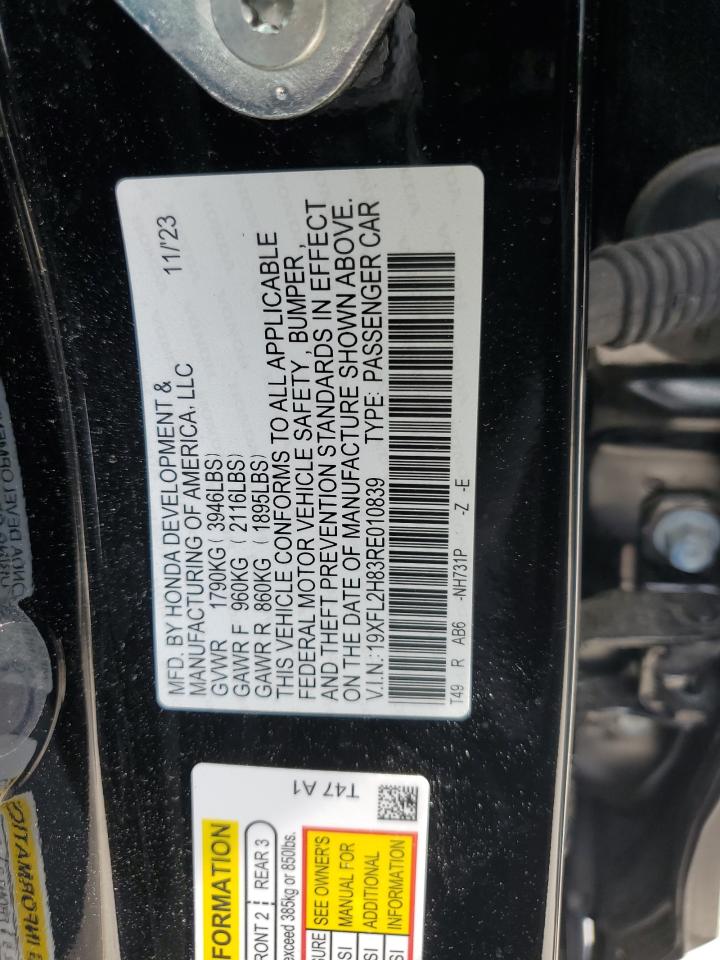 MFD. BY HONDA DEVELOPMENT & 11/'23
MANUFACTURING OF AMERICA, LLC
GVWR 1790KG ( 3946LBS)
GAWR F 960KG ( 2116LBS)
GAWR R 860KG ( 1895LBS)
THIS VEHICLE CONFORMS TO ALL APPLICABLE
FEDERAL MOTOR VEHICLE SAFETY, BUMPER,
AND THEFT PREVENTION STANDARDS IN EFFECT
ON THE DATE OF MANUFACTURE SHOWN ABOVE.
V.I.N.:19XFL2H83RE010839 TYPE: PASSENGER CAR
T49 R AB6 -NH731P -Z -E
T47 A1
FORMATION
FRONT 2 REAR 3
exceed 385kg or 850lbs.
SEE OWNER'S
MANUAL FOR
ADDITIONAL
INFORMATION